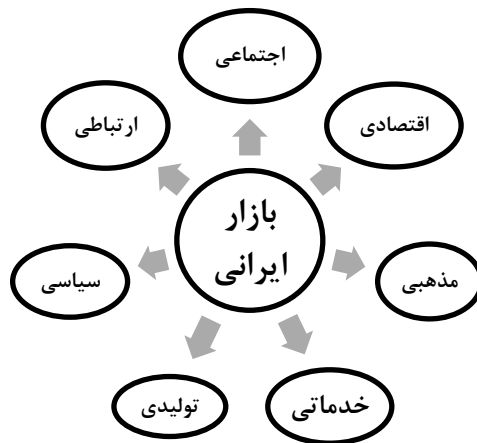 اجتماعی
اقتصادی
ارتباطی
بازار
ایرانی
مذهبی
سیاسی
خدماتی
تولیدی